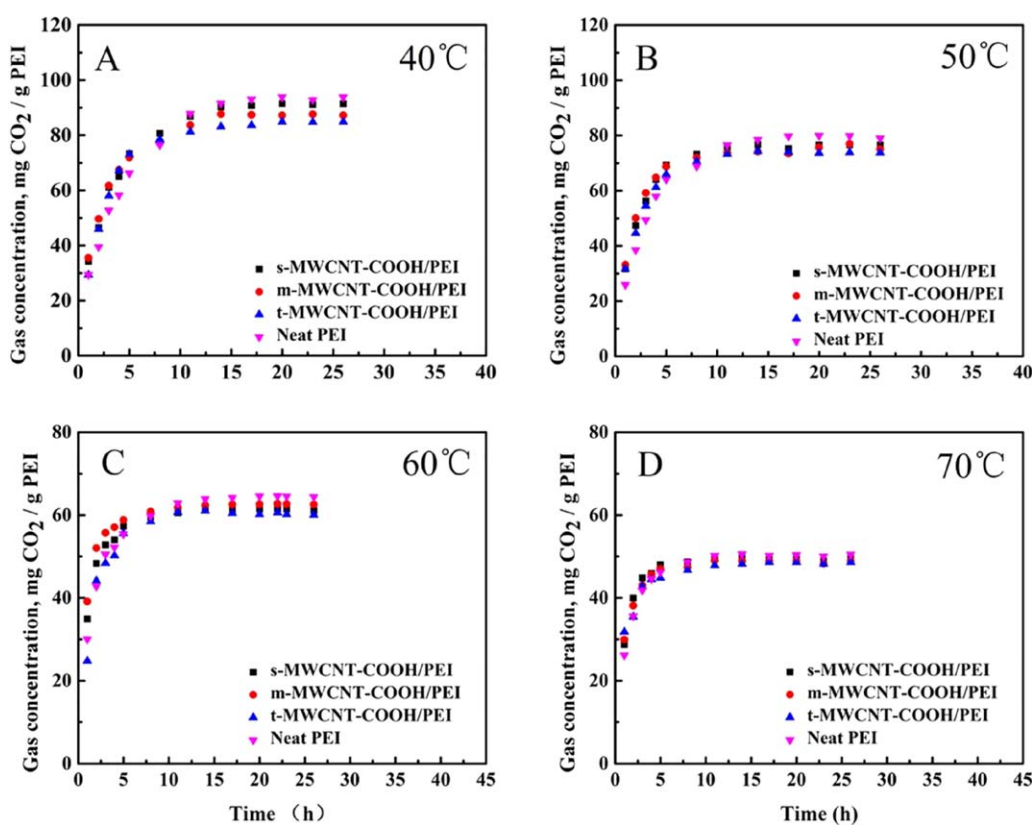 A
40℃
Gas concentration, mg CO2 / g PEI
120
100
80
60
40
20
0
s-MWCNT-COOH/PEI
m-MWCNT-COOH/PEI
t-MWCNT-COOH/PEI
Neat PEI
0 5 10 15 20 25 30 35 40
B
50℃
Gas concentration, mg CO2 / g PEI
120
100
80
60
40
20
0
s-MWCNT-COOH/PEI
m-MWCNT-COOH/PEI
t-MWCNT-COOH/PEI
Neat PEI
0 5 10 15 20 25 30 35 40
C
60℃
Gas concentration, mg CO2 / g PEI
80
60
40
20
0
s-MWCNT-COOH/PEI
m-MWCNT-COOH/PEI
t-MWCNT-COOH/PEI
Neat PEI
0 5 10 15 20 25 30 35 40 45
Time （h）
D
70℃
Gas concentration, mg CO2 / g PEI
80
60
40
20
0
s-MWCNT-COOH/PEI
m-MWCNT-COOH/PEI
t-MWCNT-COOH/PEI
Neat PEI
0 5 10 15 20 25 30 35 40 45
Time (h)